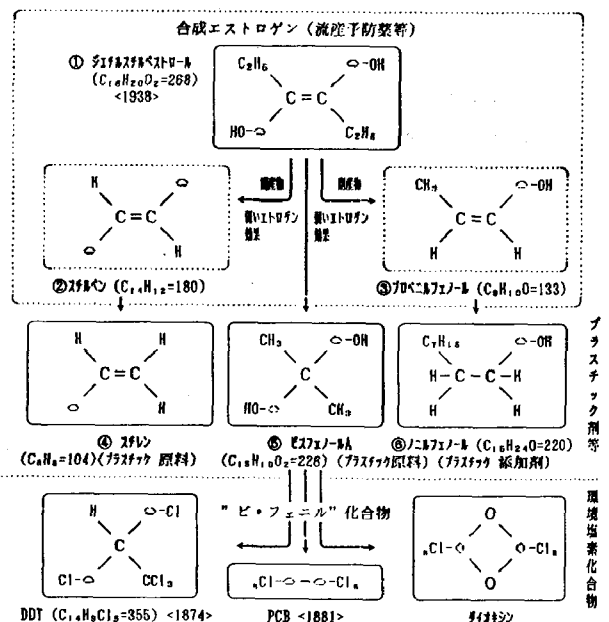 合成エストロゲン (流産予防薬等)
① ジエチルスチルベストロール
(C₁₈H₂₀O₂=268)
<1938>
C₂H₅
-OH
C=C
HO-
C₂H₅
副産物
弱いエトロゲン
効果
副産物
弱いエトロゲン
効果
H
C=C
H
②スチルベン (C₁₄H₁₂=180)
CH₃
-OH
C=C
H
H
③プロペニルフェノール (C₉H₁₀O=133)
H
H
C=C
H
④ スチレン
(C₈H₈=104)(プラスチック 原料)
CH₃
-OH
C
HO-
CH₃
⑤ ビスフェノールA
(C₁₅H₁₆O₂=228) (プラスチック原料)
C₇H₁₅
-OH
H-C-C-H
H
H
⑥ノニルフェノール (C₁₅H₂₄O=220)
(プラスチック 添加剤)
プラスチック剤等
"ビ・フェニル"化合物
H
-Cl
C
Cl-
CCl₃
DDT (C₁₄H₉Cl₅=355) <1874>
ₙCl-
-
-Clₙ
PCB <1881>
O
ₙCl-
-Clₙ
O
ダイオキシン
環境塩素化合物